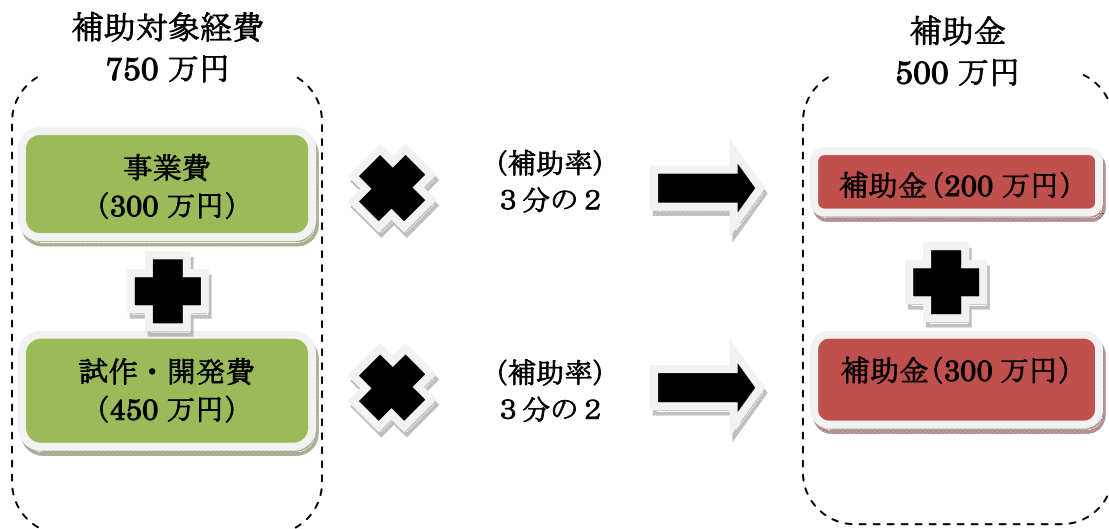 補助対象経費
750 万円
補助金
500 万円
事業費
(300 万円)
(補助率)
３分の２
補助金(200 万円)
試作・開発費
(450 万円)
(補助率)
３分の２
補助金(300 万円)